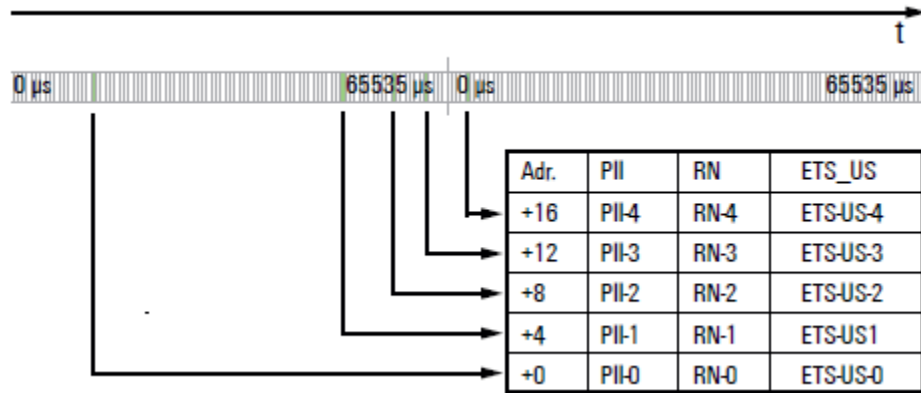 t
0 µs 65535 µs 0 µs 65535 µs
Adr. PII RN ETS_US
+16 PII-4 RN-4 ETS-US-4
+12 PII-3 RN-3 ETS-US-3
+8 PII-2 RN-2 ETS-US-2
+4 PII-1 RN-1 ETS-US1
+0 PII-0 RN-0 ETS-US-0